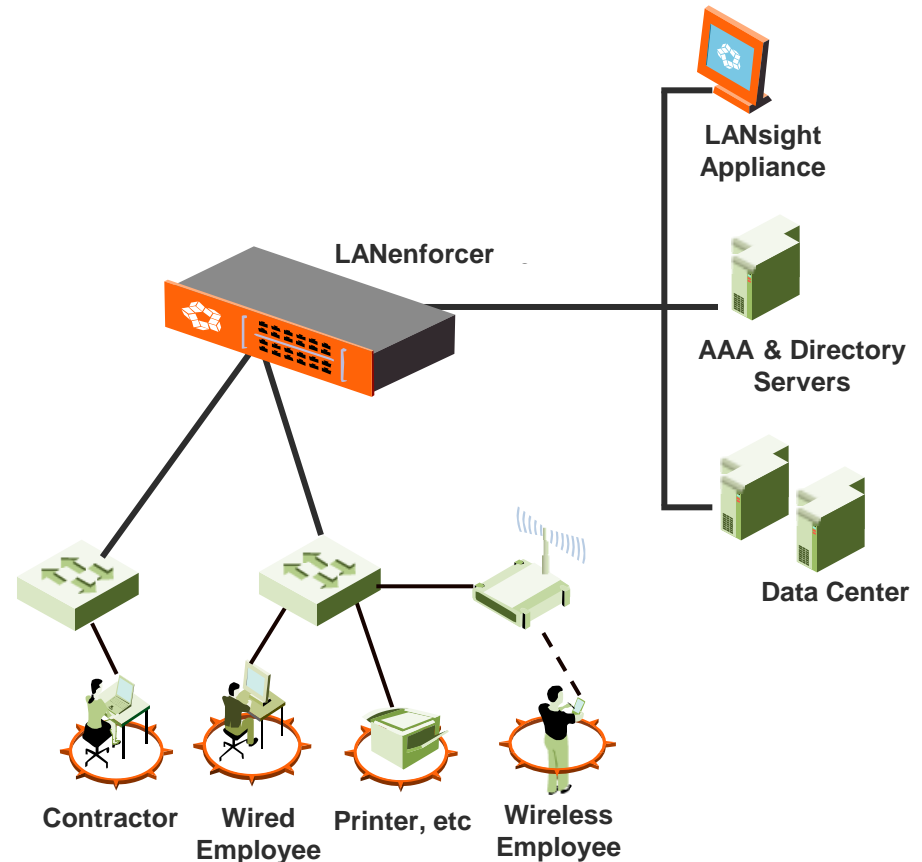 LANsight
Appliance
LANenforcer
AAA & Directory
Servers
Data Center
Contractor
Wired
Employee
Printer, etc
Wireless
Employee